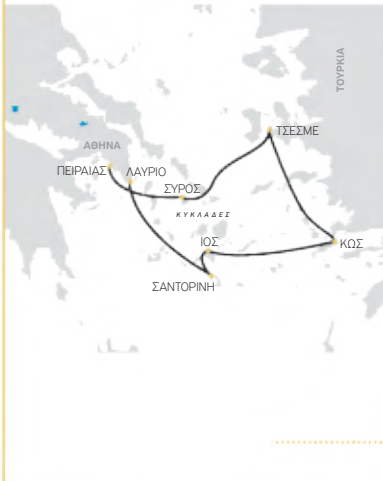 ΤΟΥΡΚΙΑ
ΤΣΕΣΜΕ
ΑΘΗΝΑ
ΠΕΙΡΑΙΑΣ
ΛΑΥΡΙΟ
ΣΥΡΟΣ
ΚΥΚΛΑΔΕΣ
ΙΟΣ
ΚΩΣ
ΣΑΝΤΟΡΙΝΗ